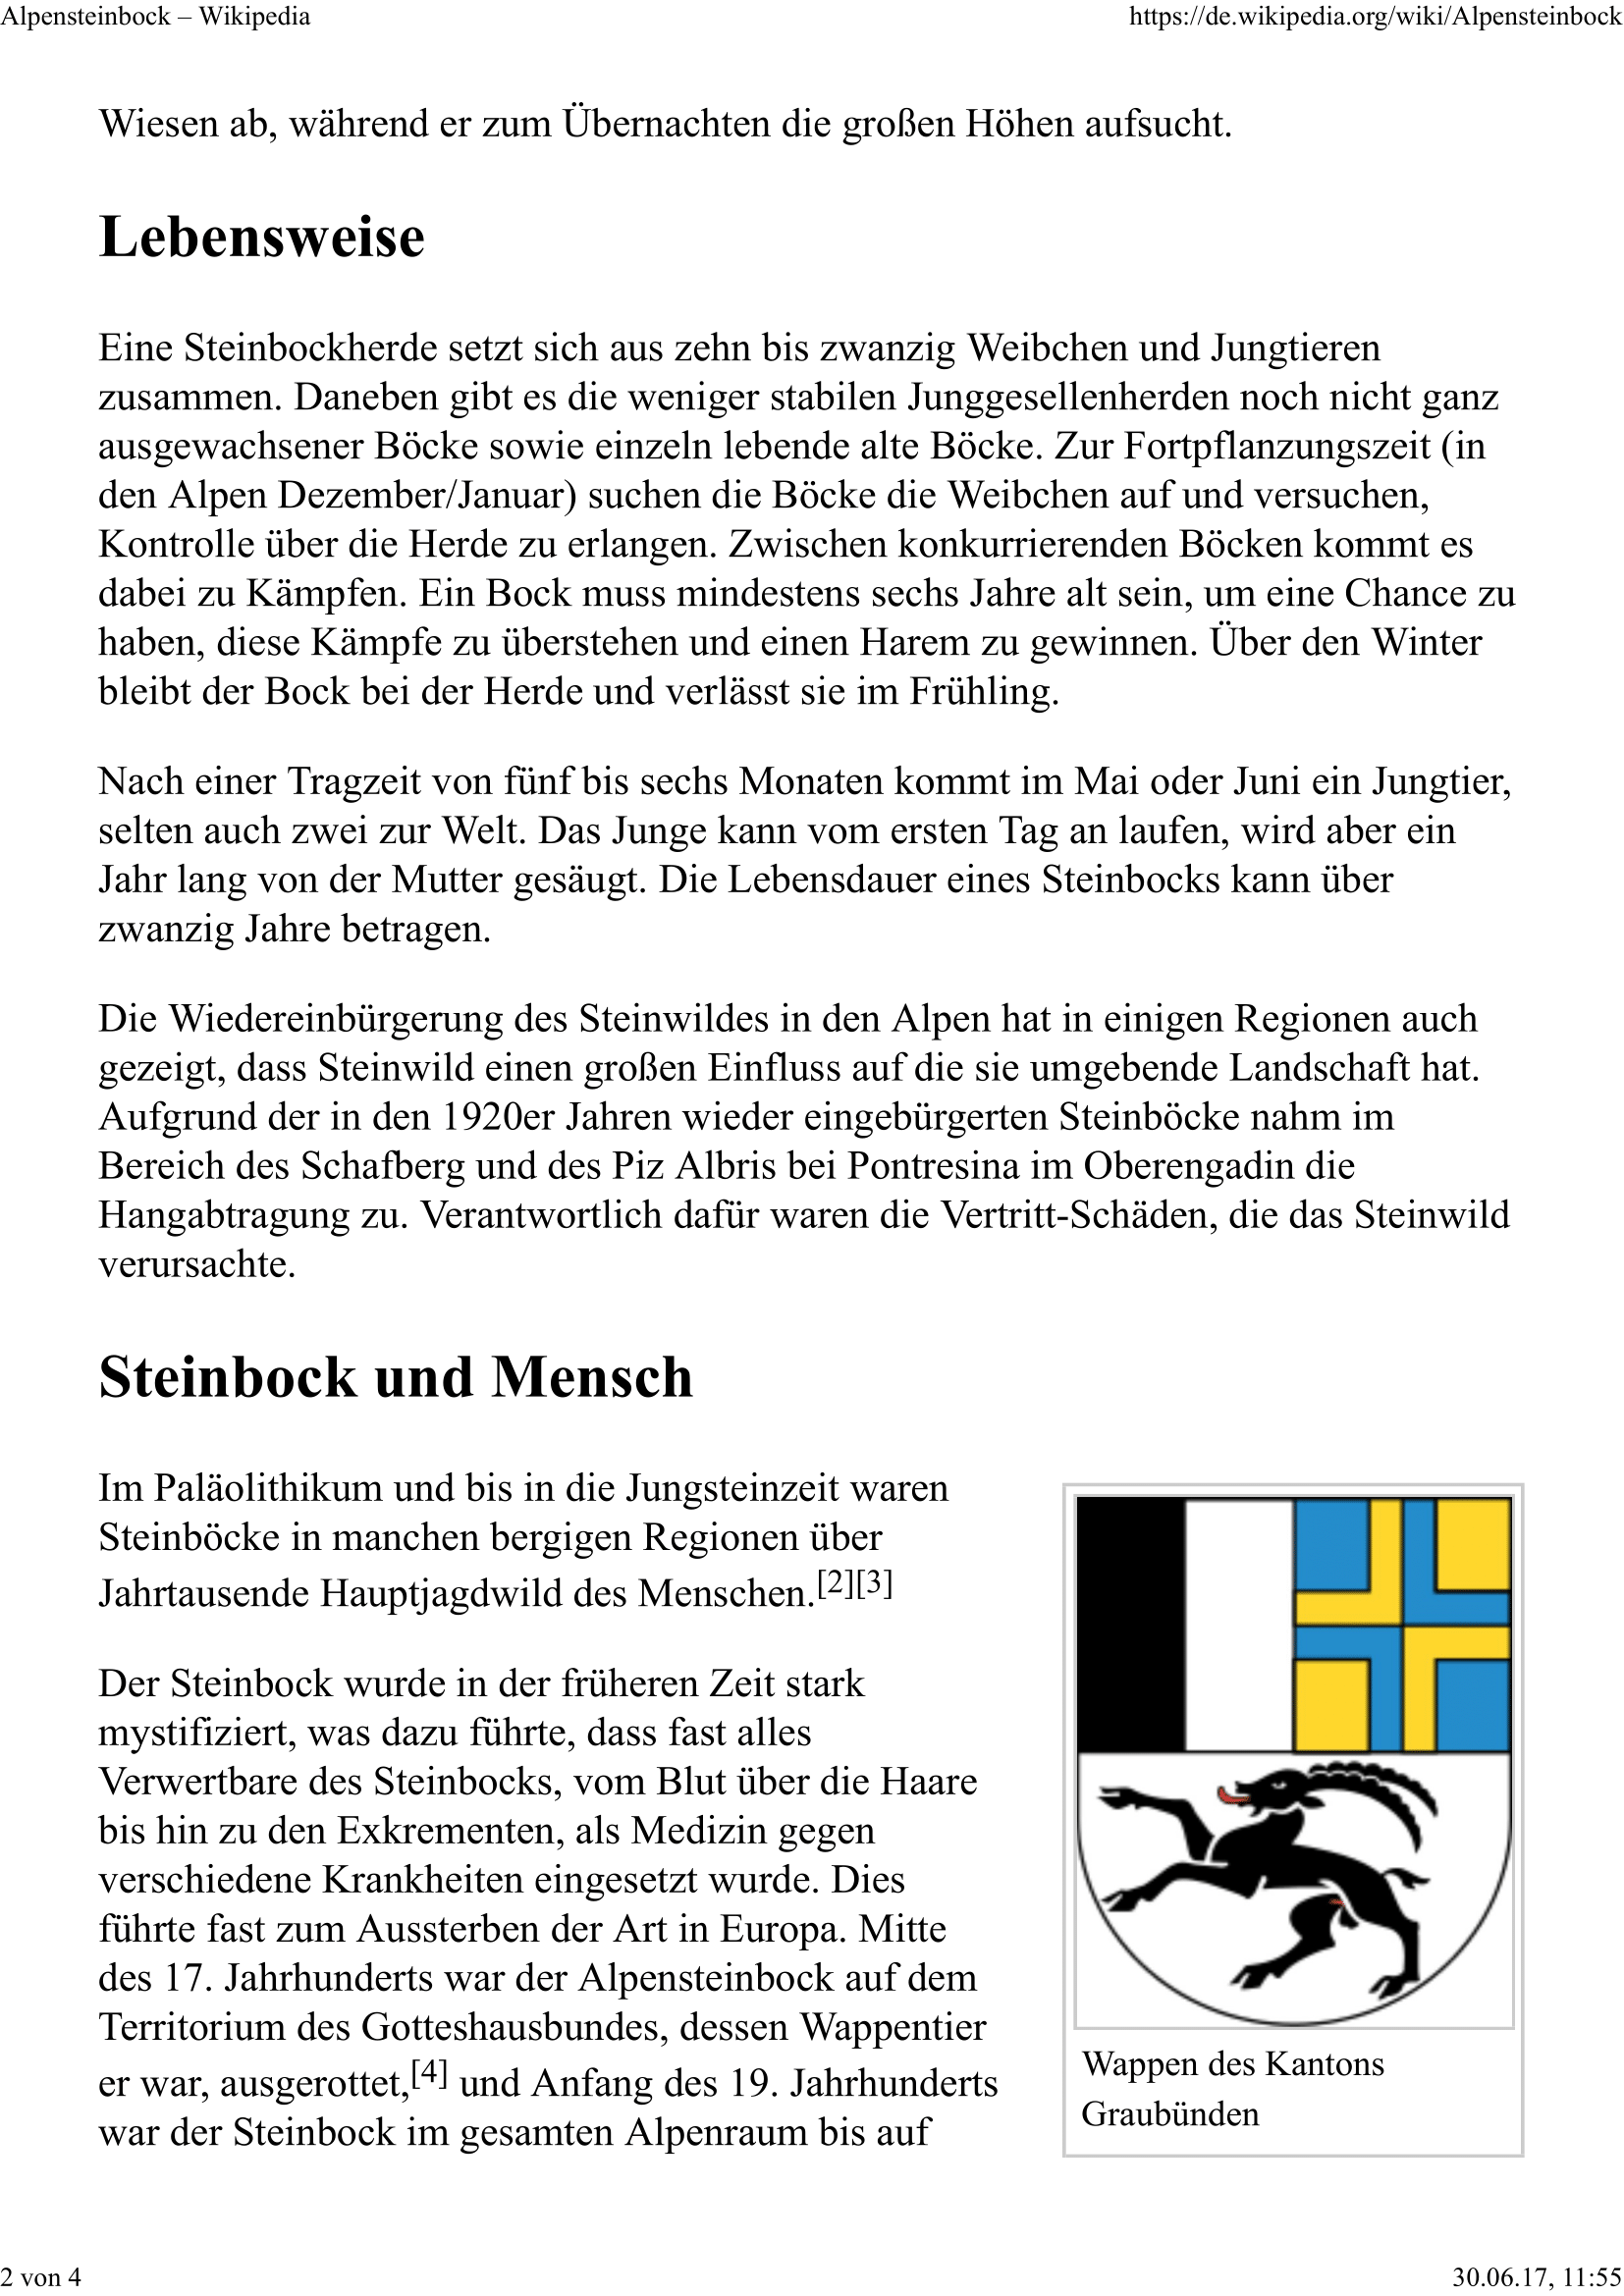 Alpensteinbock – Wikipedia
https://de.wikipedia.org/wiki/Alpensteinbock
Wiesen ab, während er zum Übernachten die großen Höhen aufsucht.
Lebensweise
Eine Steinbockherde setzt sich aus zehn bis zwanzig Weibchen und Jungtieren
zusammen. Daneben gibt es die weniger stabilen Junggesellenherden noch nicht ganz
ausgewachsener Böcke sowie einzeln lebende alte Böcke. Zur Fortpflanzungszeit (in
den Alpen Dezember/Januar) suchen die Böcke die Weibchen auf und versuchen,
Kontrolle über die Herde zu erlangen. Zwischen konkurrierenden Böcken kommt es
dabei zu Kämpfen. Ein Bock muss mindestens sechs Jahre alt sein, um eine Chance zu
haben, diese Kämpfe zu überstehen und einen Harem zu gewinnen. Über den Winter
bleibt der Bock bei der Herde und verlässt sie im Frühling.
Nach einer Tragzeit von fünf bis sechs Monaten kommt im Mai oder Juni ein Jungtier,
selten auch zwei zur Welt. Das Junge kann vom ersten Tag an laufen, wird aber ein
Jahr lang von der Mutter gesäugt. Die Lebensdauer eines Steinbocks kann über
zwanzig Jahre betragen.
Die Wiedereinbürgerung des Steinwildes in den Alpen hat in einigen Regionen auch
gezeigt, dass Steinwild einen großen Einfluss auf die sie umgebende Landschaft hat.
Aufgrund der in den 1920er Jahren wieder eingebürgerten Steinböcke nahm im
Bereich des Schafberg und des Piz Albris bei Pontresina im Oberengadin die
Hangabtragung zu. Verantwortlich dafür waren die Vertritt-Schäden, die das Steinwild
verursachte.
Steinbock und Mensch
Im Paläolithikum und bis in die Jungsteinzeit waren
Steinböcke in manchen bergigen Regionen über
Jahrtausende Hauptjagdwild des Menschen.[2][3]
Der Steinbock wurde in der früheren Zeit stark
mystifiziert, was dazu führte, dass fast alles
Verwertbare des Steinbocks, vom Blut über die Haare
bis hin zu den Exkrementen, als Medizin gegen
verschiedene Krankheiten eingesetzt wurde. Dies
führte fast zum Aussterben der Art in Europa. Mitte
des 17. Jahrhunderts war der Alpensteinbock auf dem
Territorium des Gotteshausbundes, dessen Wappentier
er war, ausgerottet,[4] und Anfang des 19. Jahrhunderts
war der Steinbock im gesamten Alpenraum bis auf
Wappen des Kantons
Graubünden
2 von 4
30.06.17, 11:55